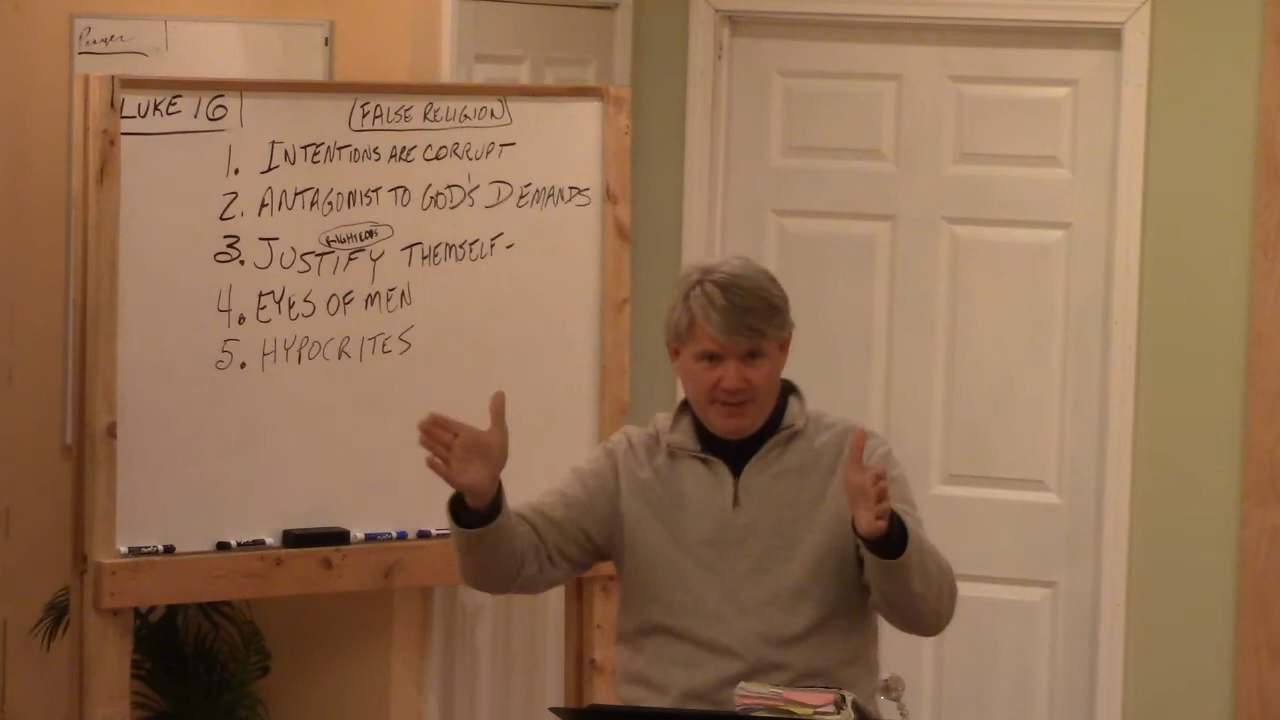 Prayer
LUKE 16
FALSE RELIGION
1. INTENTIONS ARE CORRUPT
2. ANTAGONIST TO GOD'S DEMANDS
RIGHTEOUS
3. JUSTIFY THEMSELF-
4. EYES OF MEN
5. HYPOCRITES